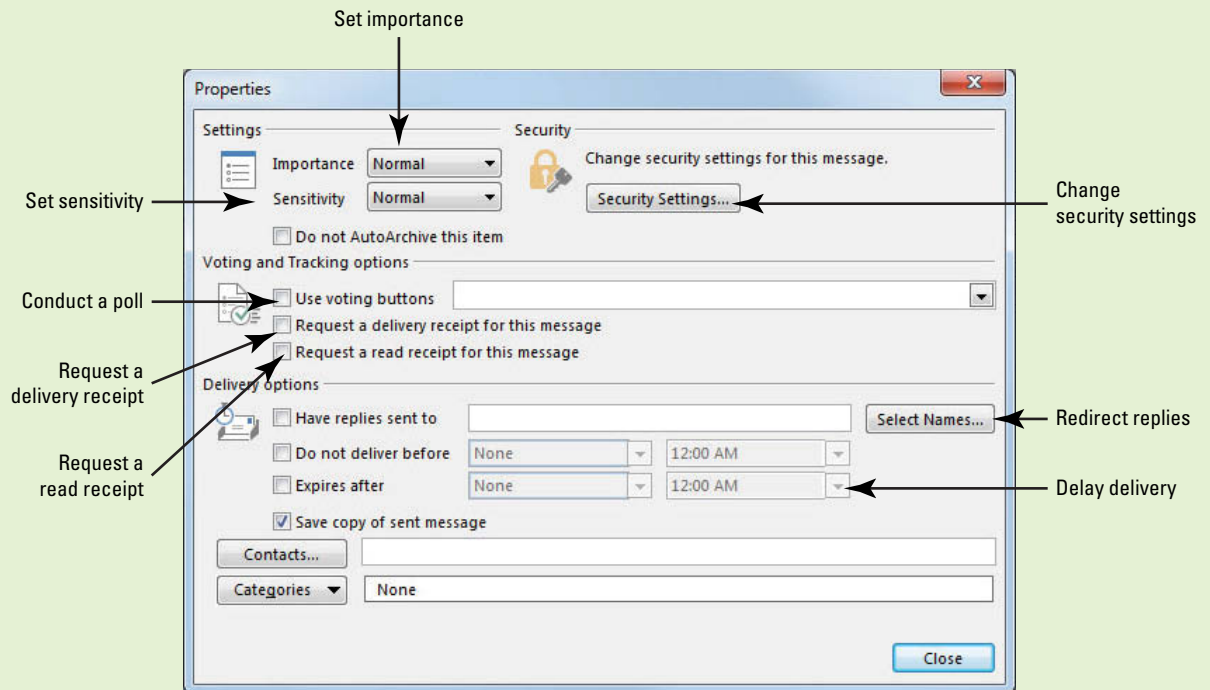 Set importance
Properties
Settings
Security
Importance Normal
Change security settings for this message.
Set sensitivity
Sensitivity Normal
Security Settings...
Change
security settings
Do not AutoArchive this item
Voting and Tracking options
Conduct a poll
Use voting buttons
Request a delivery receipt for this message
Request a read receipt for this message
Request a
delivery receipt
Delivery options
Have replies sent to
Select Names...
Redirect replies
Do not deliver before None 12:00 AM
Request a
read receipt
Expires after None 12:00 AM
Delay delivery
Save copy of sent message
Contacts...
Categories None
Close